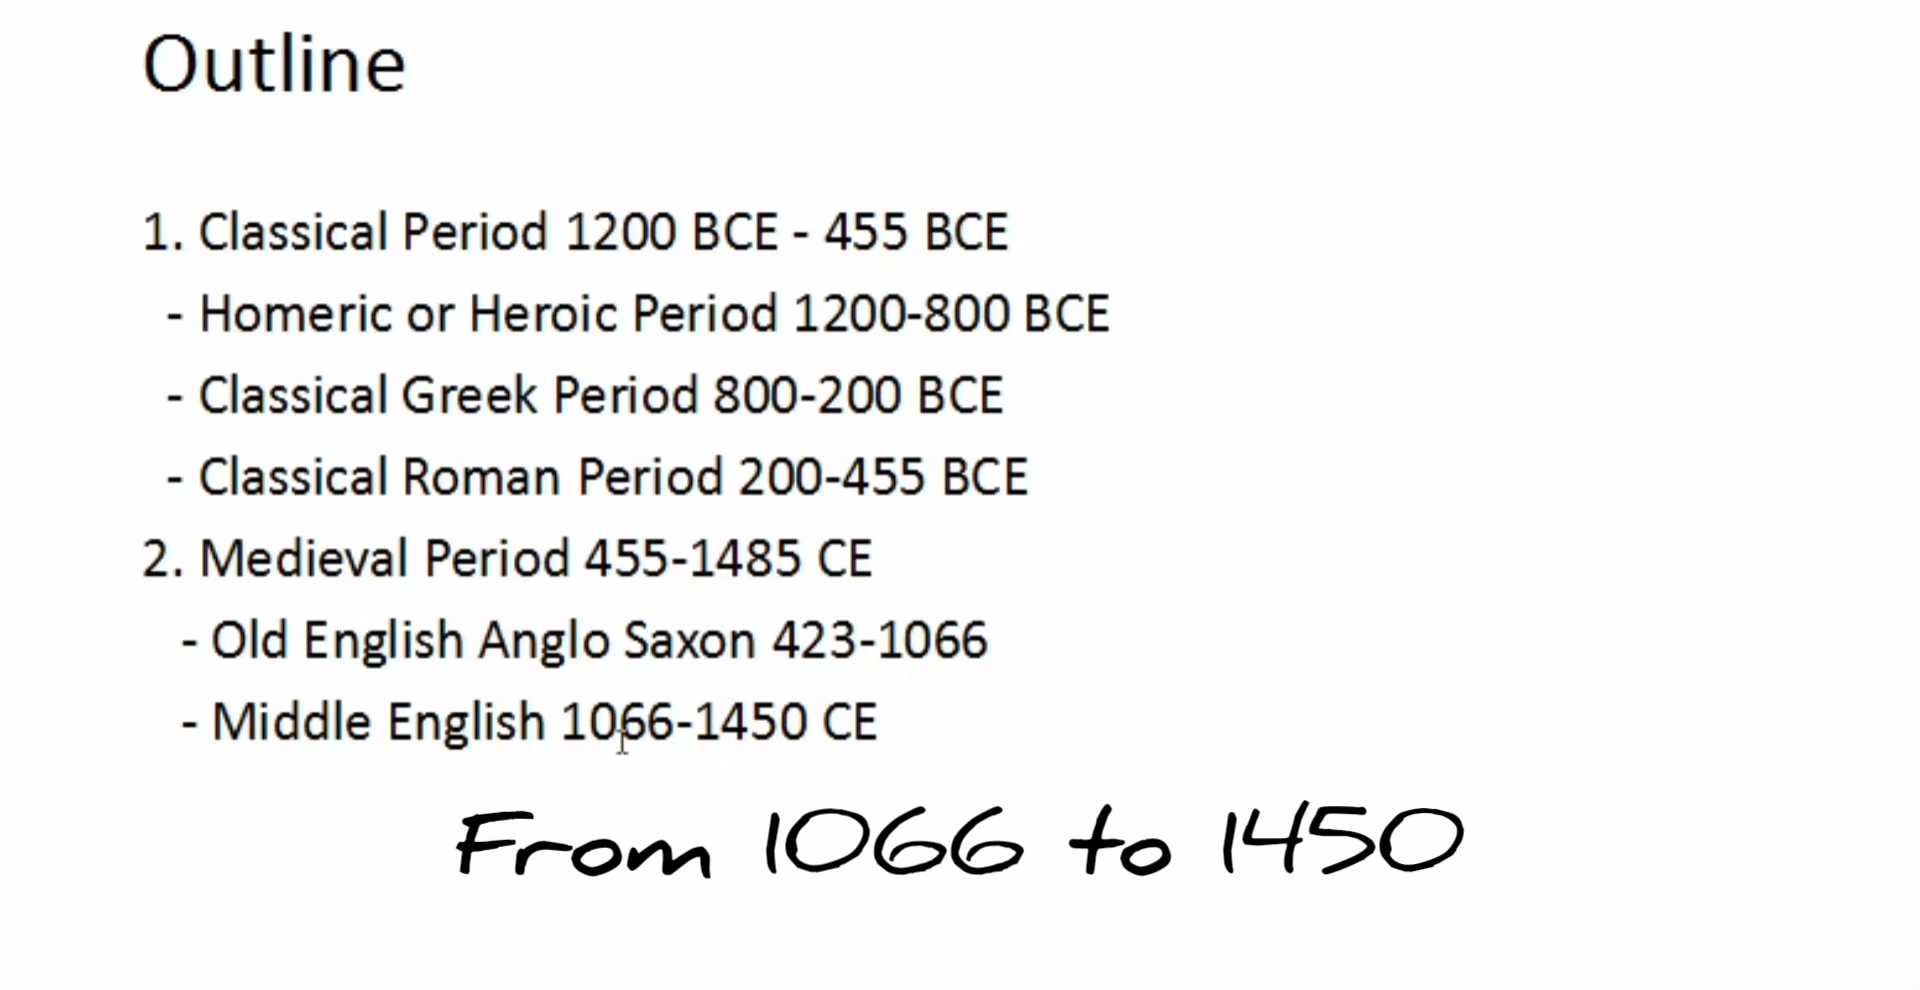 Outline
1. Classical Period 1200 BCE - 455 BCE
- Homeric or Heroic Period 1200-800 BCE
- Classical Greek Period 800-200 BCE
- Classical Roman Period 200-455 BCE
2. Medieval Period 455-1485 CE
- Old English Anglo Saxon 423-1066
- Middle English 1066-1450 CE
From 1066 to 1450